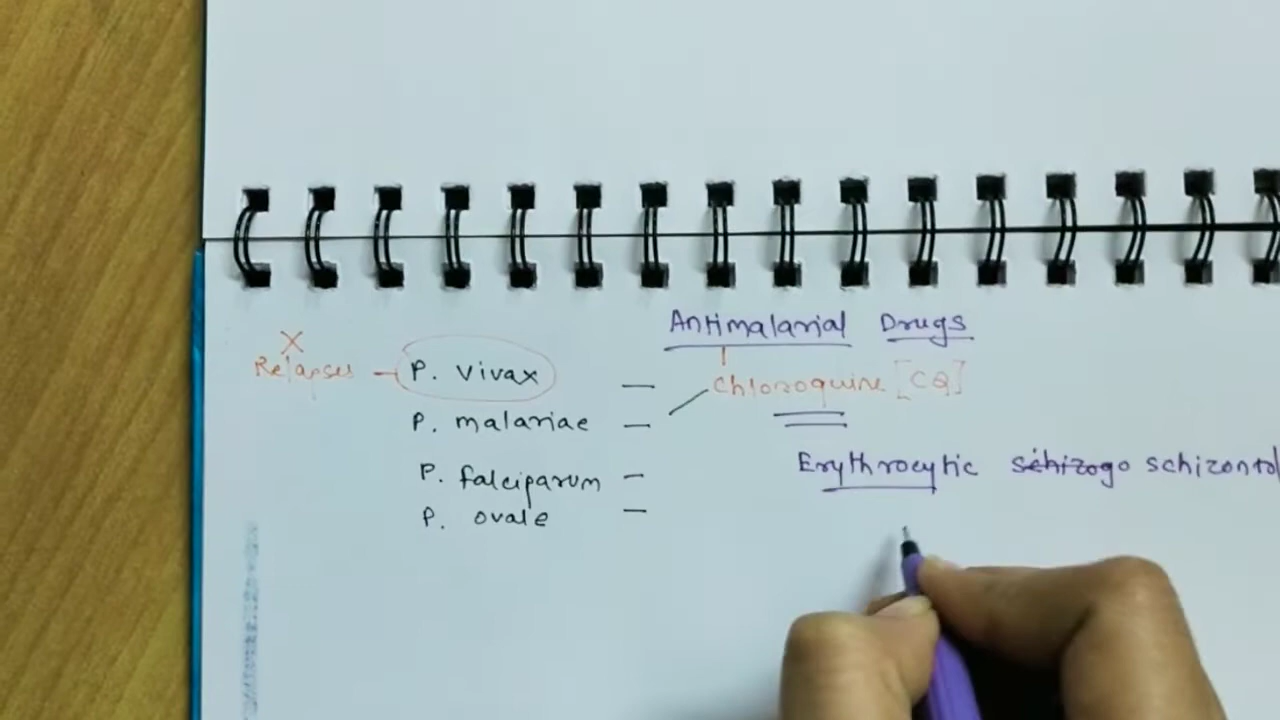 Antimalarial Drugs
X
Relapses - P. vivax - Chloroquine [CQ]
P. malariae -
P. falciparum -
P. ovale -
Erythrocytic schizogo schizontol